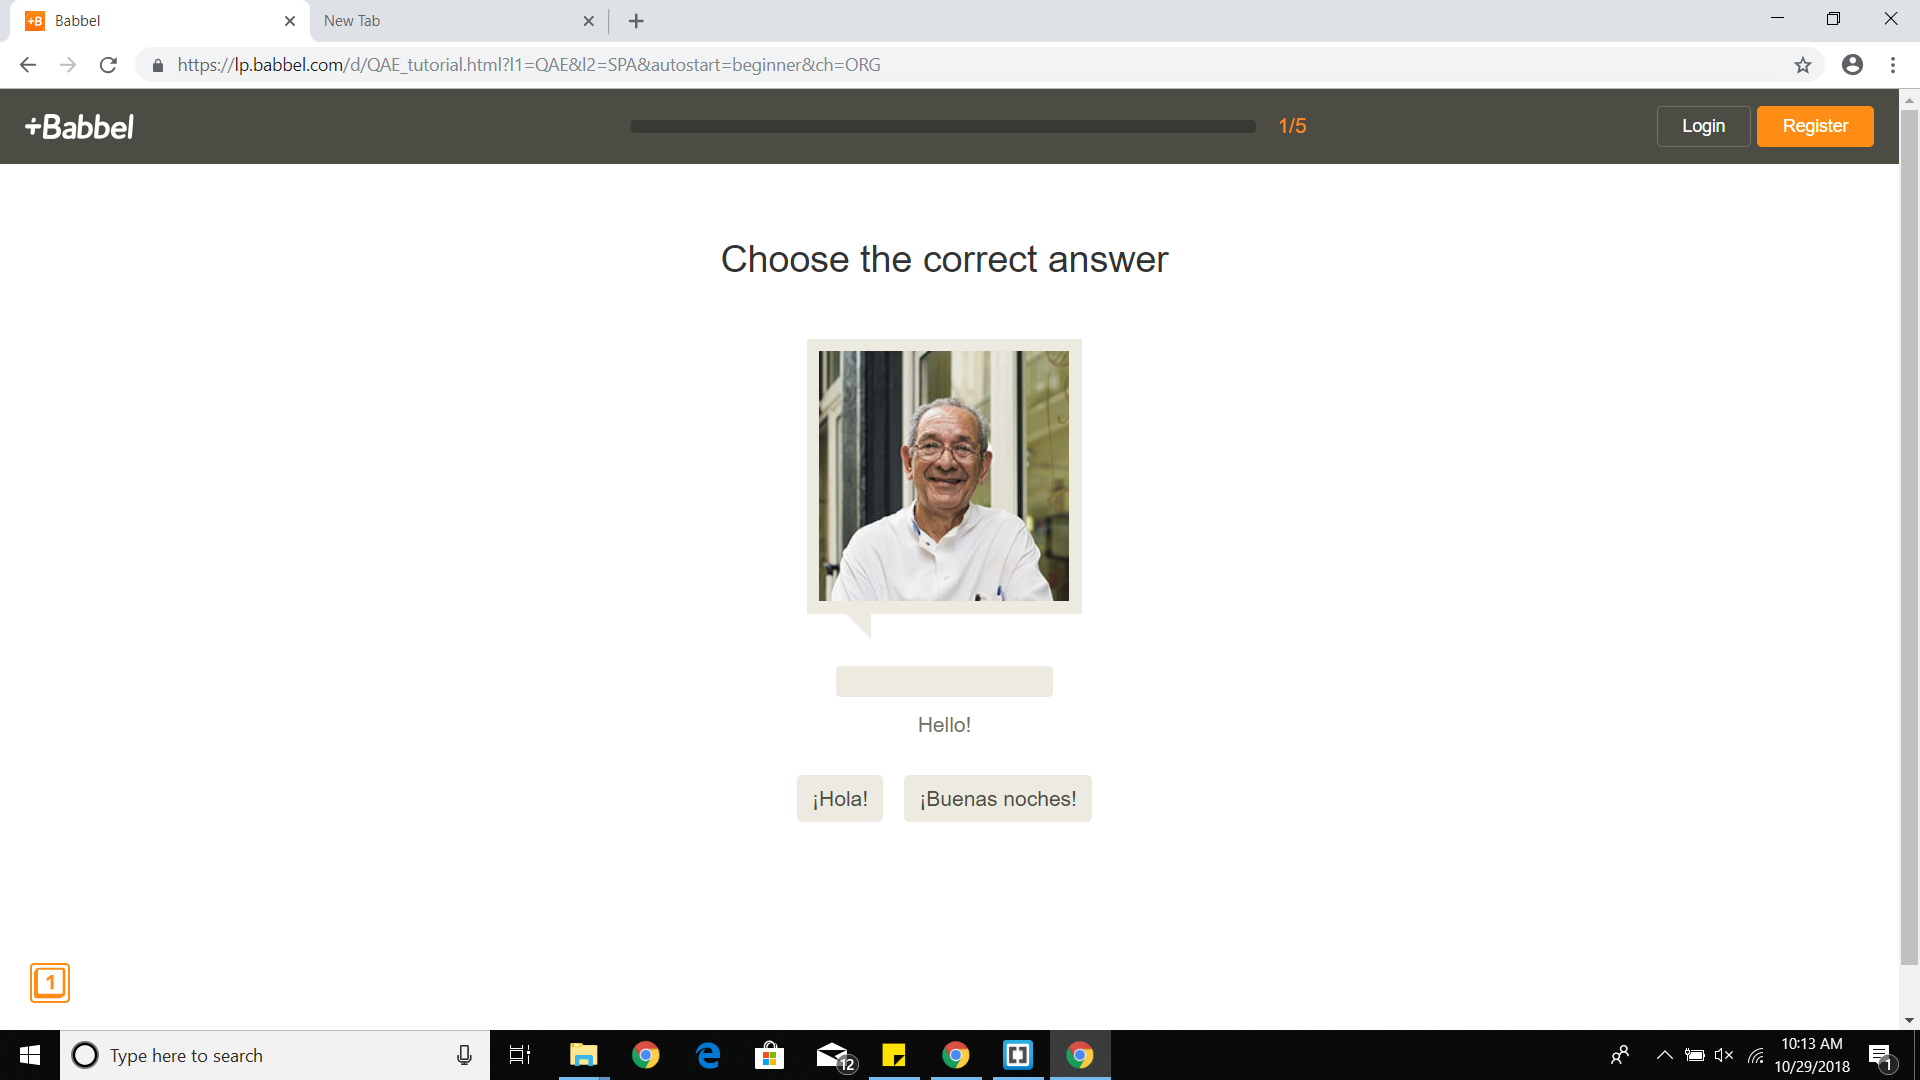 +B Babbel
New Tab
https://lp.babbel.com/d/QAE_tutorial.html?l1=QAE&l2=SPA&autostart=beginner&ch=ORG
+Babbel
1/5
Login
Register
Choose the correct answer
Hello!
¡Hola!
¡Buenas noches!
1
Type here to search
12
10:13 AM
10/29/2018
1